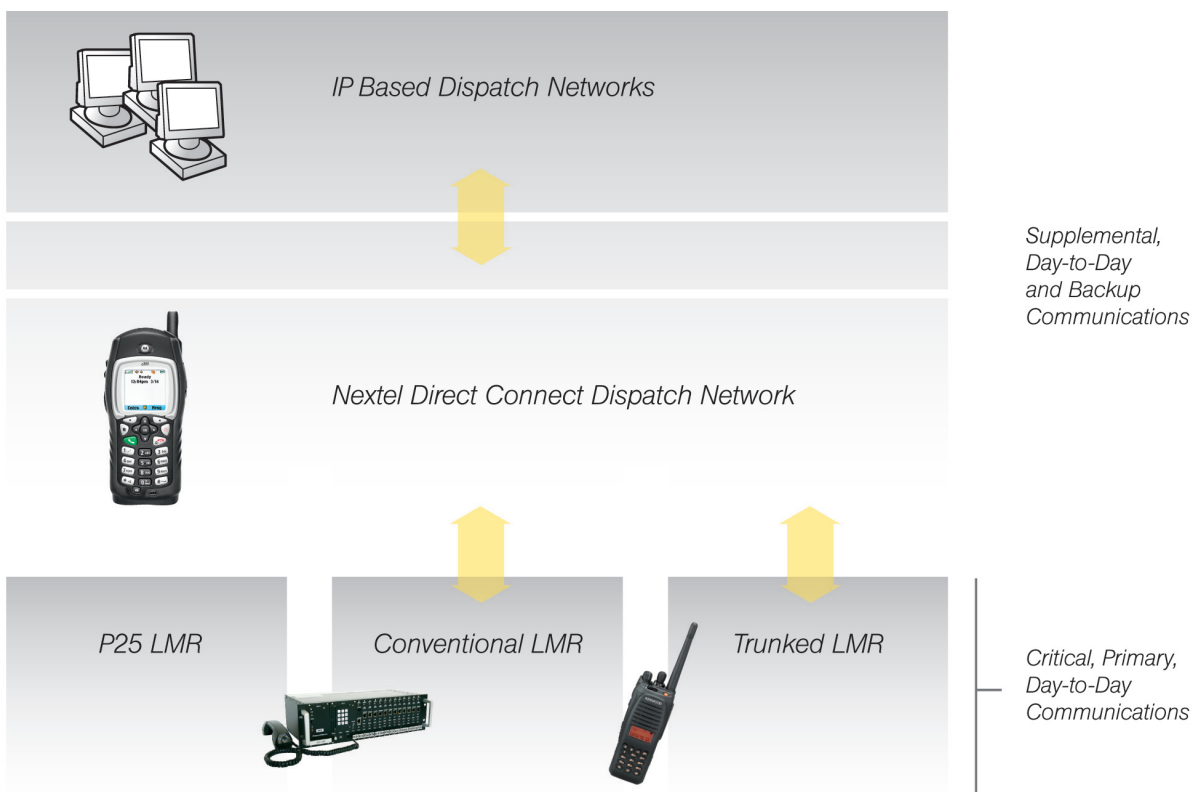 IP Based Dispatch Networks
Supplemental,
Day-to-Day
and Backup
Communications
Ready
Nextel Direct Connect Dispatch Network
P25 LMR
Conventional LMR
Trunked LMR
Critical, Primary,
Day-to-Day
Communications